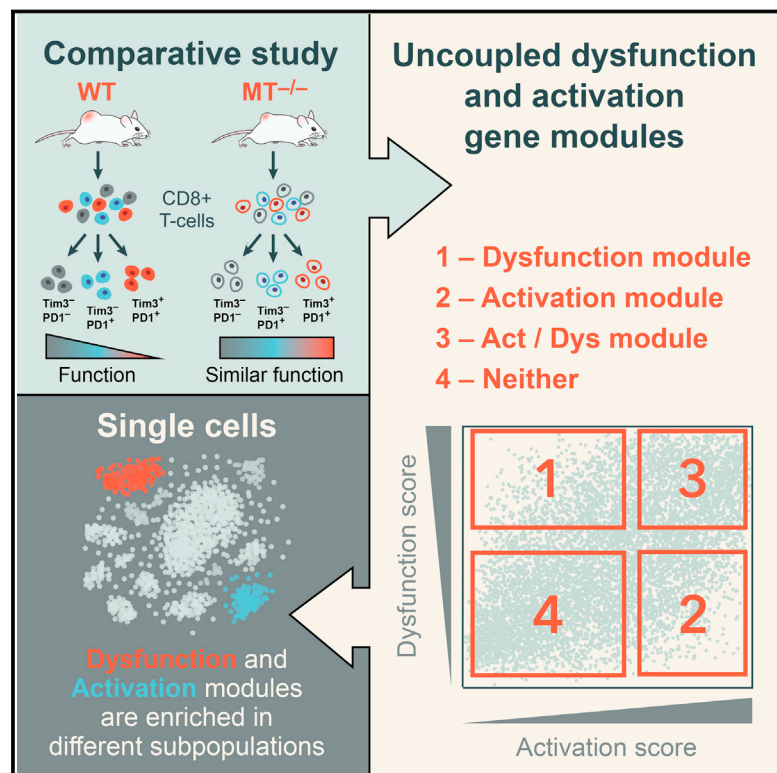 Comparative study
WT
MT–/–
CD8+
T-cells
Tim3– PD1–
Tim3– PD1+
Tim3+ PD1+
Tim3– PD1–
Tim3– PD1+
Tim3+ PD1+
Function
Similar function
Uncoupled dysfunction
and activation
gene modules
1 – Dysfunction module
2 – Activation module
3 – Act / Dys module
4 – Neither
Dysfunction score
1
3
4
2
Activation score
Single cells
Dysfunction and
Activation modules
are enriched in
different subpopulations